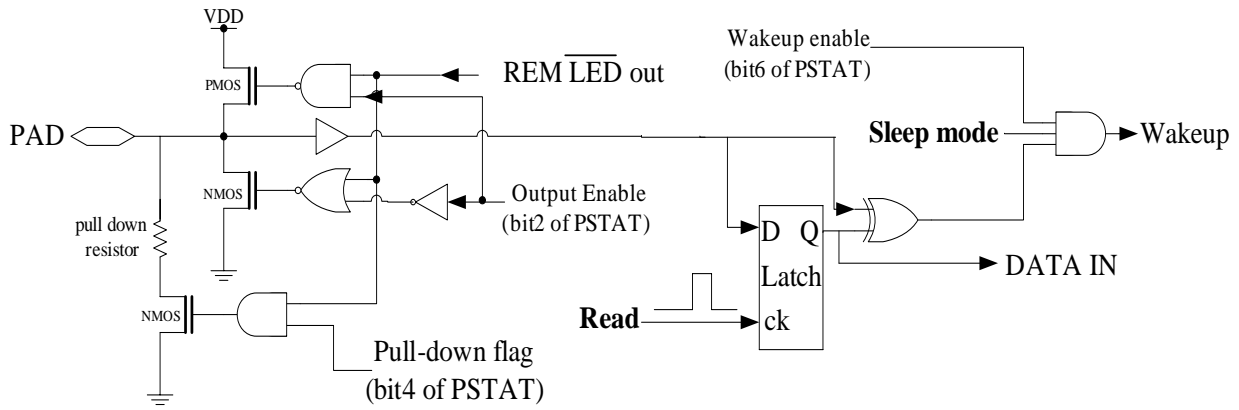 VDD
PMOS
REM LED out
Wakeup enable
(bit6 of PSTAT)
PAD
Sleep mode
Wakeup
NMOS
Output Enable
(bit2 of PSTAT)
pull down
resistor
D Q
Latch
ck
DATA IN
Read
NMOS
Pull-down flag
(bit4 of PSTAT)